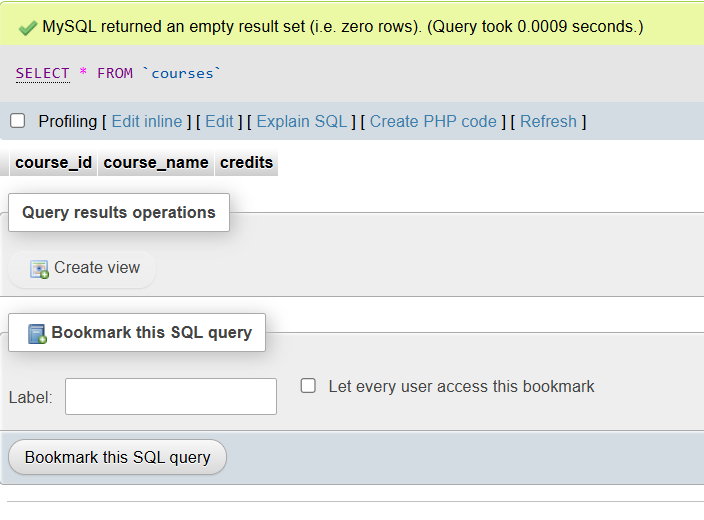 MySQL returned an empty result set (i.e. zero rows). (Query took 0.0009 seconds.)
SELECT * FROM `courses`
Profiling [ Edit inline ] [ Edit ] [ Explain SQL ] [ Create PHP code ] [ Refresh ]
course_id course_name credits
Query results operations
Create view
Bookmark this SQL query
Label: Let every user access this bookmark
Bookmark this SQL query